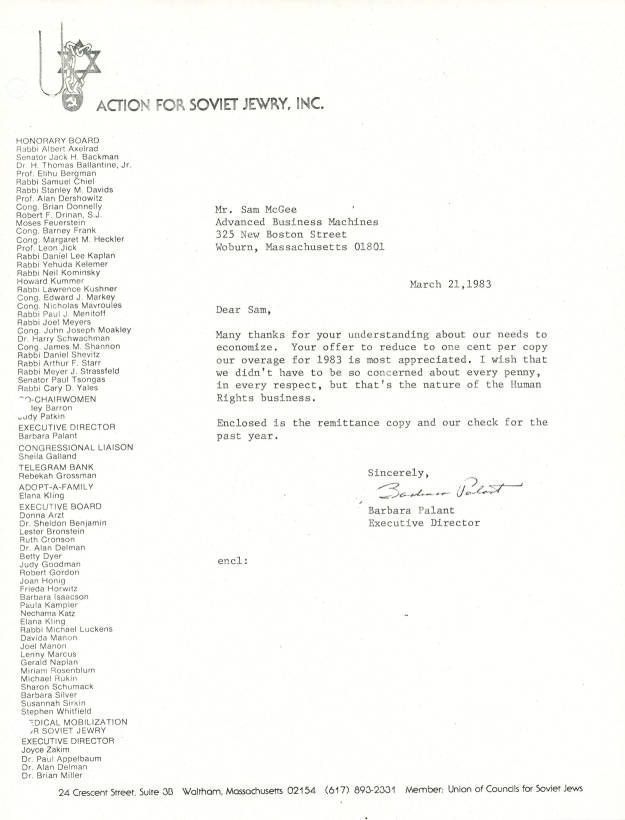 ACTION FOR SOVIET JEWRY, INC.
HONORARY BOARD
Rabbi Albert Axelrad
Senator Jack H. Backman
Dr. H. Thomas Ballantine, Jr.
Prof. Elihu Bergman
Rabbi Samuel Chiel
Rabbi Stanley M. Davids
Prof. Alan Dershowitz
Cong. Brian Donnelly
Robert F. Drinan, S.J.
Moses Feuerstein
Cong. Barney Frank
Cong. Margaret M. Heckler
Prof. Leon Jick
Rabbi Daniel Lee Kaplan
Rabbi Yehuda Kelemer
Rabbi Neil Kominsky
Howard Kummer
Rabbi Lawrence Kushner
Cong. Edward J. Markey
Cong. Nicholas Mavroules
Rabbi Paul J. Menitoff
Rabbi Joel Meyers
Cong. John Joseph Moakley
Dr. Harry Schwachman
Cong. James M. Shannon
Rabbi Daniel Shevitz
Rabbi Arthur F. Starr
Rabbi Meyer J. Strassfeld
Senator Paul Tsongas
Rabbi Cary D. Yales
CO-CHAIRWOMEN
ley Barron
Judy Patkin
EXECUTIVE DIRECTOR
Barbara Palant
CONGRESSIONAL LIAISON
Sheila Galland
TELEGRAM BANK
Rebekah Grossman
ADOPT-A-FAMILY
Elana Kling
EXECUTIVE BOARD
Donna Arzt
Dr. Sheldon Benjamin
Lester Bronstein
Ruth Cronson
Dr. Alan Delman
Betty Dyer
Judy Goodman
Robert Gordon
Joan Honig
Frieda Horwitz
Barbara Isaacson
Paula Kampler
Nechama Katz
Elana Kling
Rabbi Michael Luckens
Davida Manon
Joel Manon
Lenny Marcus
Gerald Naplan
Miriam Rosenblum
Michael Rukin
Sharon Schumack
Barbara Silver
Susannah Sirkin
Stephen Whitfield
EDICAL MOBILIZATION
R SOVIET JEWRY
EXECUTIVE DIRECTOR
Joyce Zakim
Dr. Paul Appelbaum
Dr. Alan Delman
Dr. Brian Miller
Mr. Sam McGee
Advanced Business Machines
325 New Boston Street
Woburn, Massachusetts 01801
March 21,1983
Dear Sam,
Many thanks for your understanding about our needs to
economize. Your offer to reduce to one cent per copy
our overage for 1983 is most appreciated. I wish that
we didn't have to be so concerned about every penny,
in every respect, but that's the nature of the Human
Rights business.
Enclosed is the remittance copy and our check for the
past year.
Sincerely,
Barbara Palant
Barbara Palant
Executive Director
encl:
24 Crescent Street, Suite 3B Waltham, Massachusetts 02154 (617) 893-2331 Member: Union of Councils for Soviet Jews